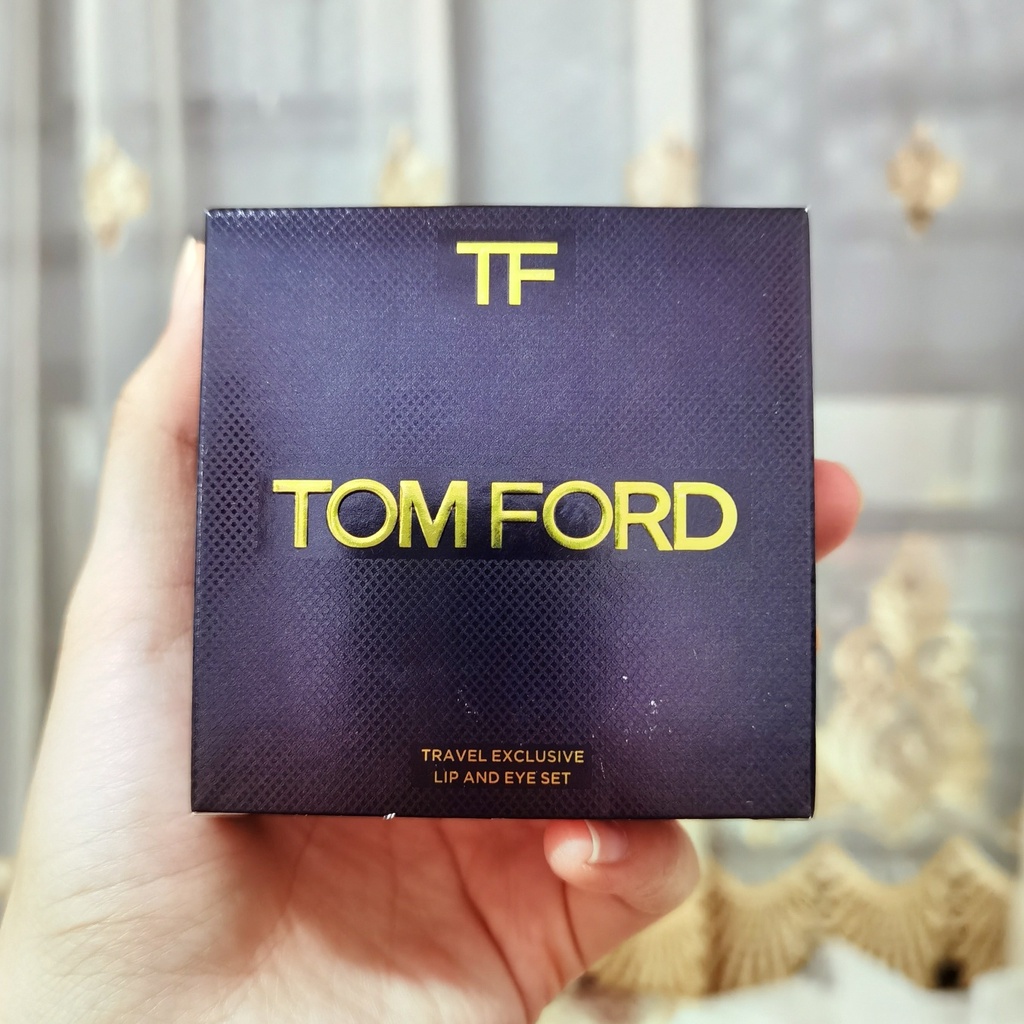 TF
TOM FORD
TRAVEL EXCLUSIVE
LIP AND EYE SET